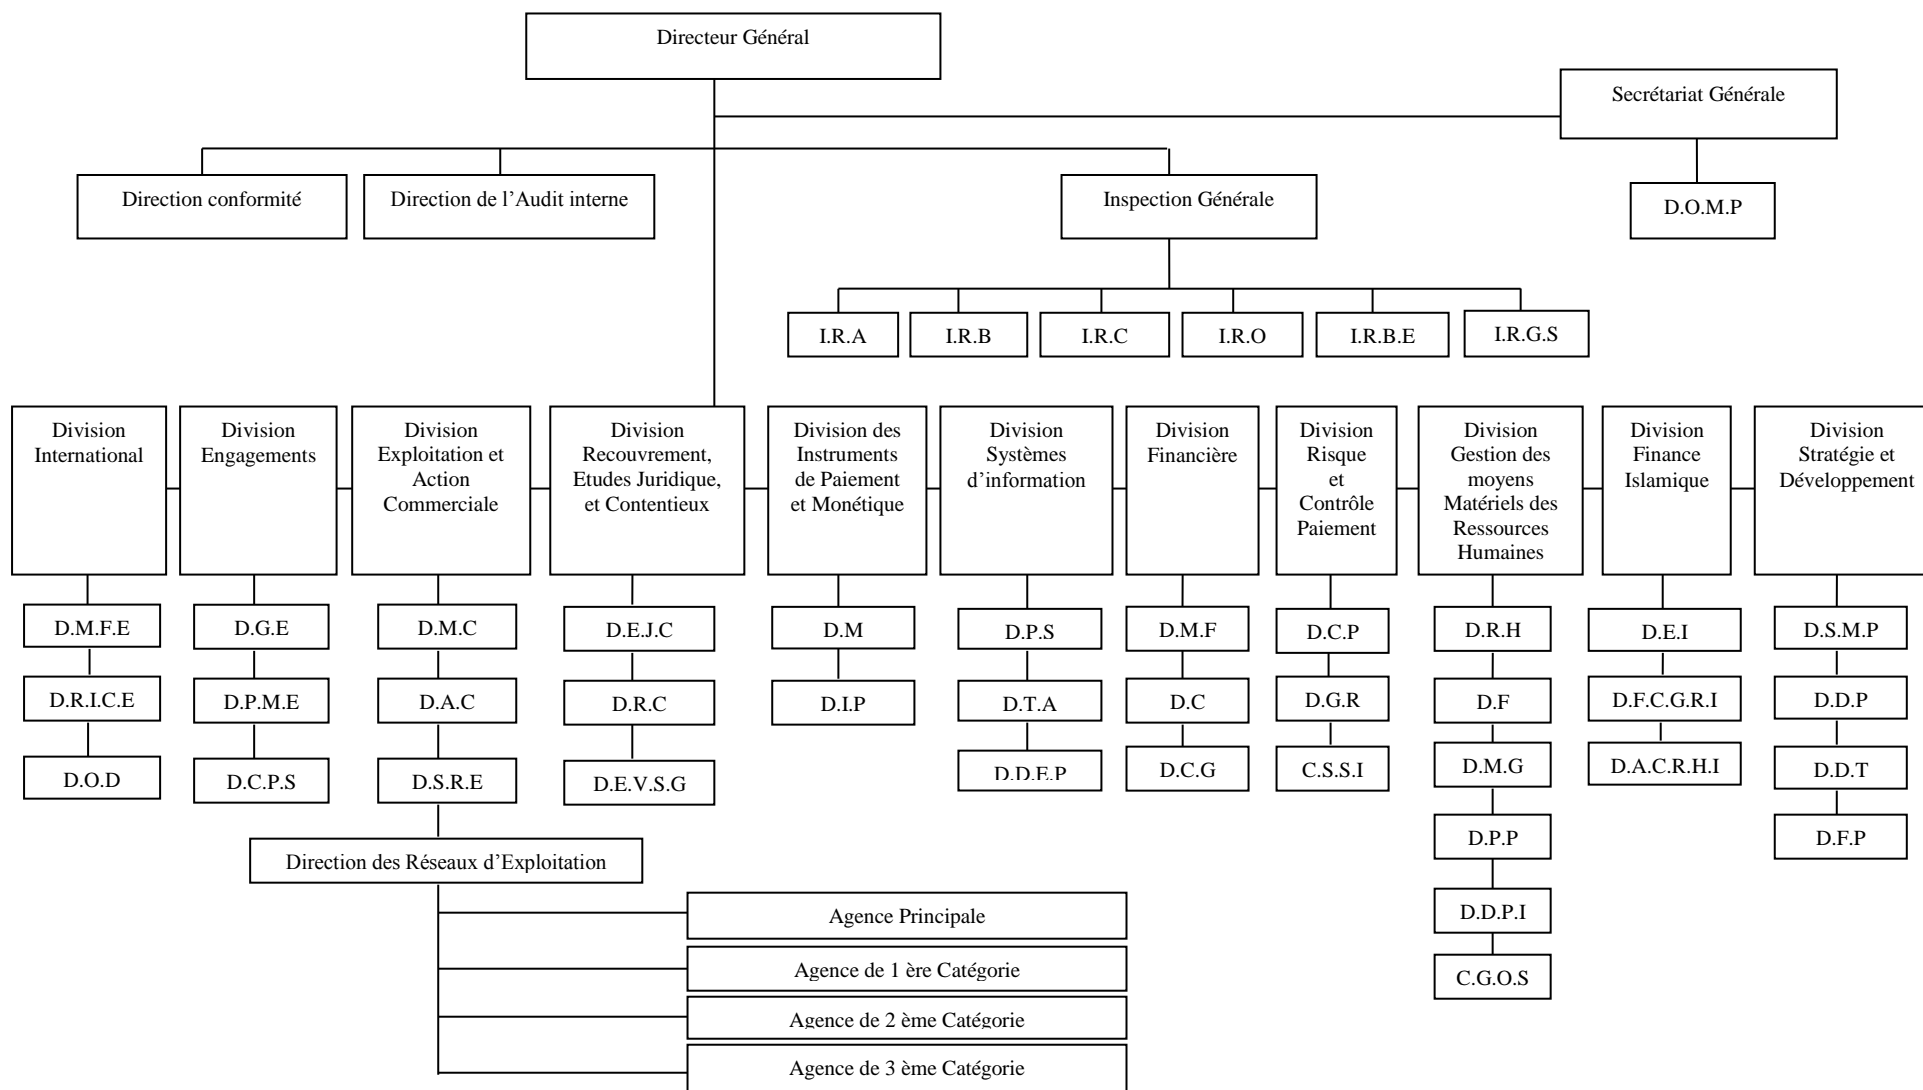 Directeur Général
Secrétariat Générale
Direction conformité
Direction de l’Audit interne
Inspection Générale
D.O.M.P
I.R.A
I.R.B
I.R.C
I.R.O
I.R.B.E
I.R.G.S
Division
International
Division
Engagements
Division
Exploitation et
Action
Commerciale
Division
Recouvrement,
Etudes Juridique,
et Contentieux
Division des
Instruments
de Paiement
et Monétique
Division
Systèmes
d’information
Division
Financière
Division
Risque
et
Contrôle
Paiement
Division
Gestion des
moyens
Matériels des
Ressources
Humaines
Division
Finance
Islamique
Division
Stratégie et
Développement
D.M.F.E
D.R.I.C.E
D.O.D
D.G.E
D.P.M.E
D.C.P.S
D.M.C
D.A.C
D.S.R.E
D.E.J.C
D.R.C
D.E.V.S.G
D.M
D.I.P
D.P.S
D.T.A
D.D.E.P
D.M.F
D.C
D.C.G
D.C.P
D.G.R
C.S.S.I
D.R.H
D.F
D.M.G
D.P.P
D.D.P.I
C.G.O.S
D.E.I
D.F.C.G.R.I
D.A.C.R.H.I
D.S.M.P
D.D.P
D.D.T
D.F.P
Direction des Réseaux d’Exploitation
Agence Principale
Agence de 1 ère Catégorie
Agence de 2 ème Catégorie
Agence de 3 ème Catégorie